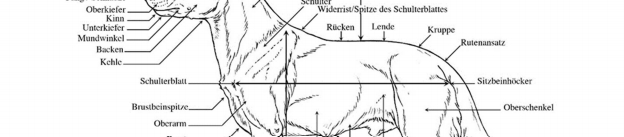 Schulter
Oberkiefer
Kinn
Unterkiefer
Mundwinkel
Backen
Kehle
Widerrist/Spitze des Schulterblattes
Rücken
Lende
Kruppe
Rutenansatz
Schulterblatt
Sitzbeinhöcker
Brustbeinspitze
Oberschenkel
Oberarm